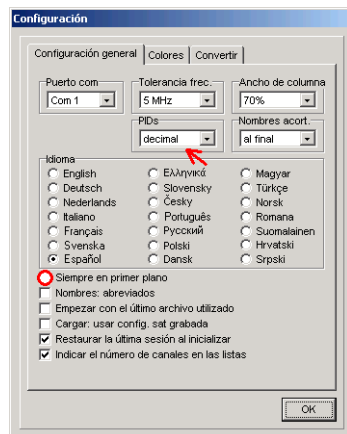 Configuración
Configuración general Colores Convertir
Puerto com Tolerancia frec. Ancho de columna
Com 1 5 MHz 70%
PIDs Nombres acort.
decimal al final
Idioma
English Ελληνικά Magyar
Deutsch Slovensky Türkçe
Nederlands Česky Norsk
Italiano Português Romana
Français Русский Suomalainen
Svenska Polski Hrvatski
Español Dansk Srpski
Siempre en primer plano
Nombres: abreviados
Empezar con el último archivo utilizado
Cargar: usar config. sat grabada
Restaurar la última sesión al inicializar
Indicar el número de canales en las listas
OK